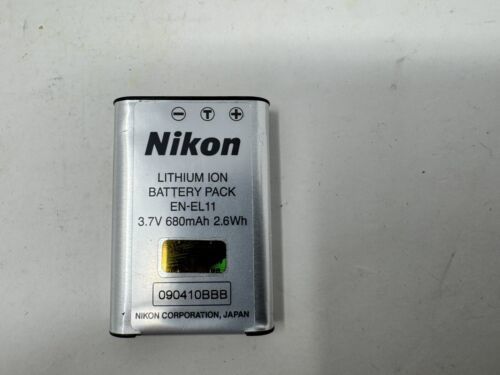 − T +
Nikon
LITHIUM ION
BATTERY PACK
EN-EL11
3.7V 680mAh 2.6Wh
090410BBB
NIKON CORPORATION, JAPAN